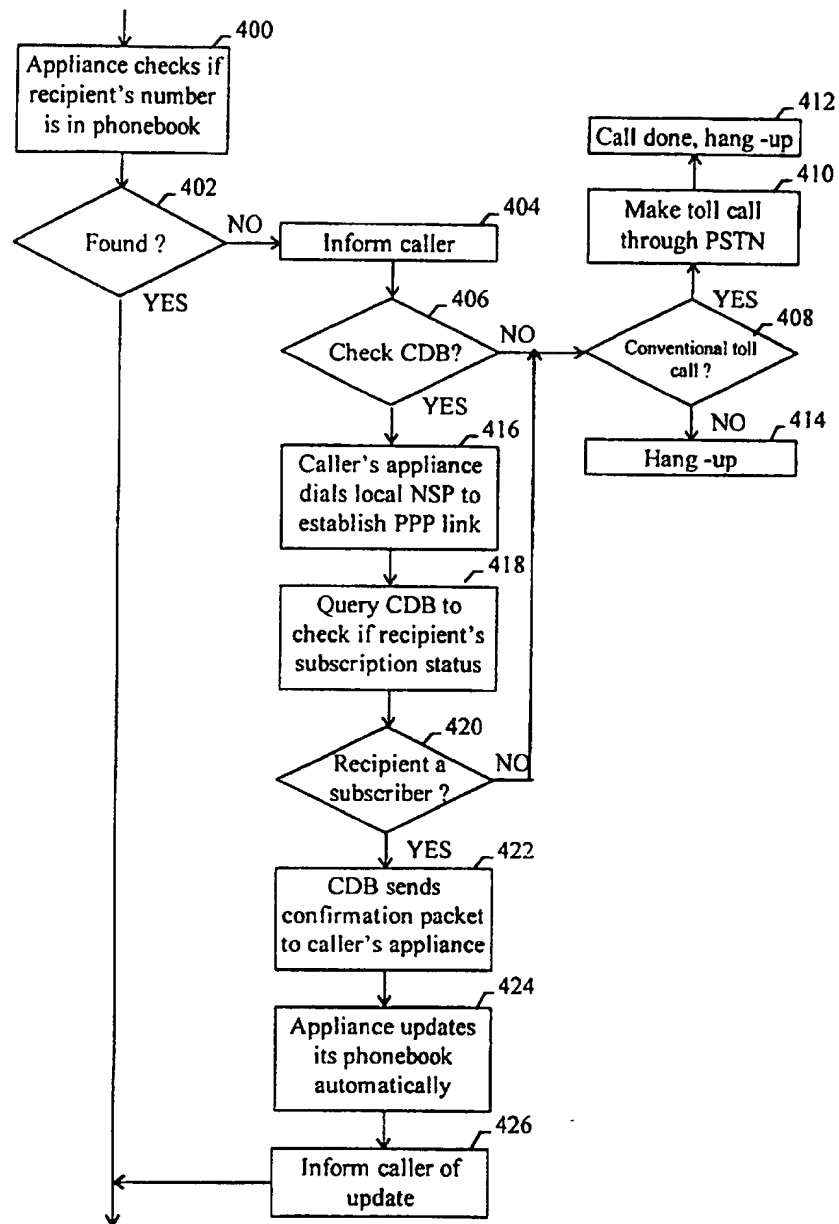 400
Appliance checks if
recipient's number
is in phonebook
402
Found ?
NO
YES
404
Inform caller
406
Check CDB?
NO
YES
408
Conventional toll
call ?
YES
NO
410
Make toll call
through PSTN
412
Call done, hang -up
414
Hang -up
416
Caller's appliance
dials local NSP to
establish PPP link
418
Query CDB to
check if recipient's
subscription status
420
Recipient a
subscriber ?
NO
YES
422
CDB sends
confirmation packet
to caller's appliance
424
Appliance updates
its phonebook
automatically
426
Inform caller of
update